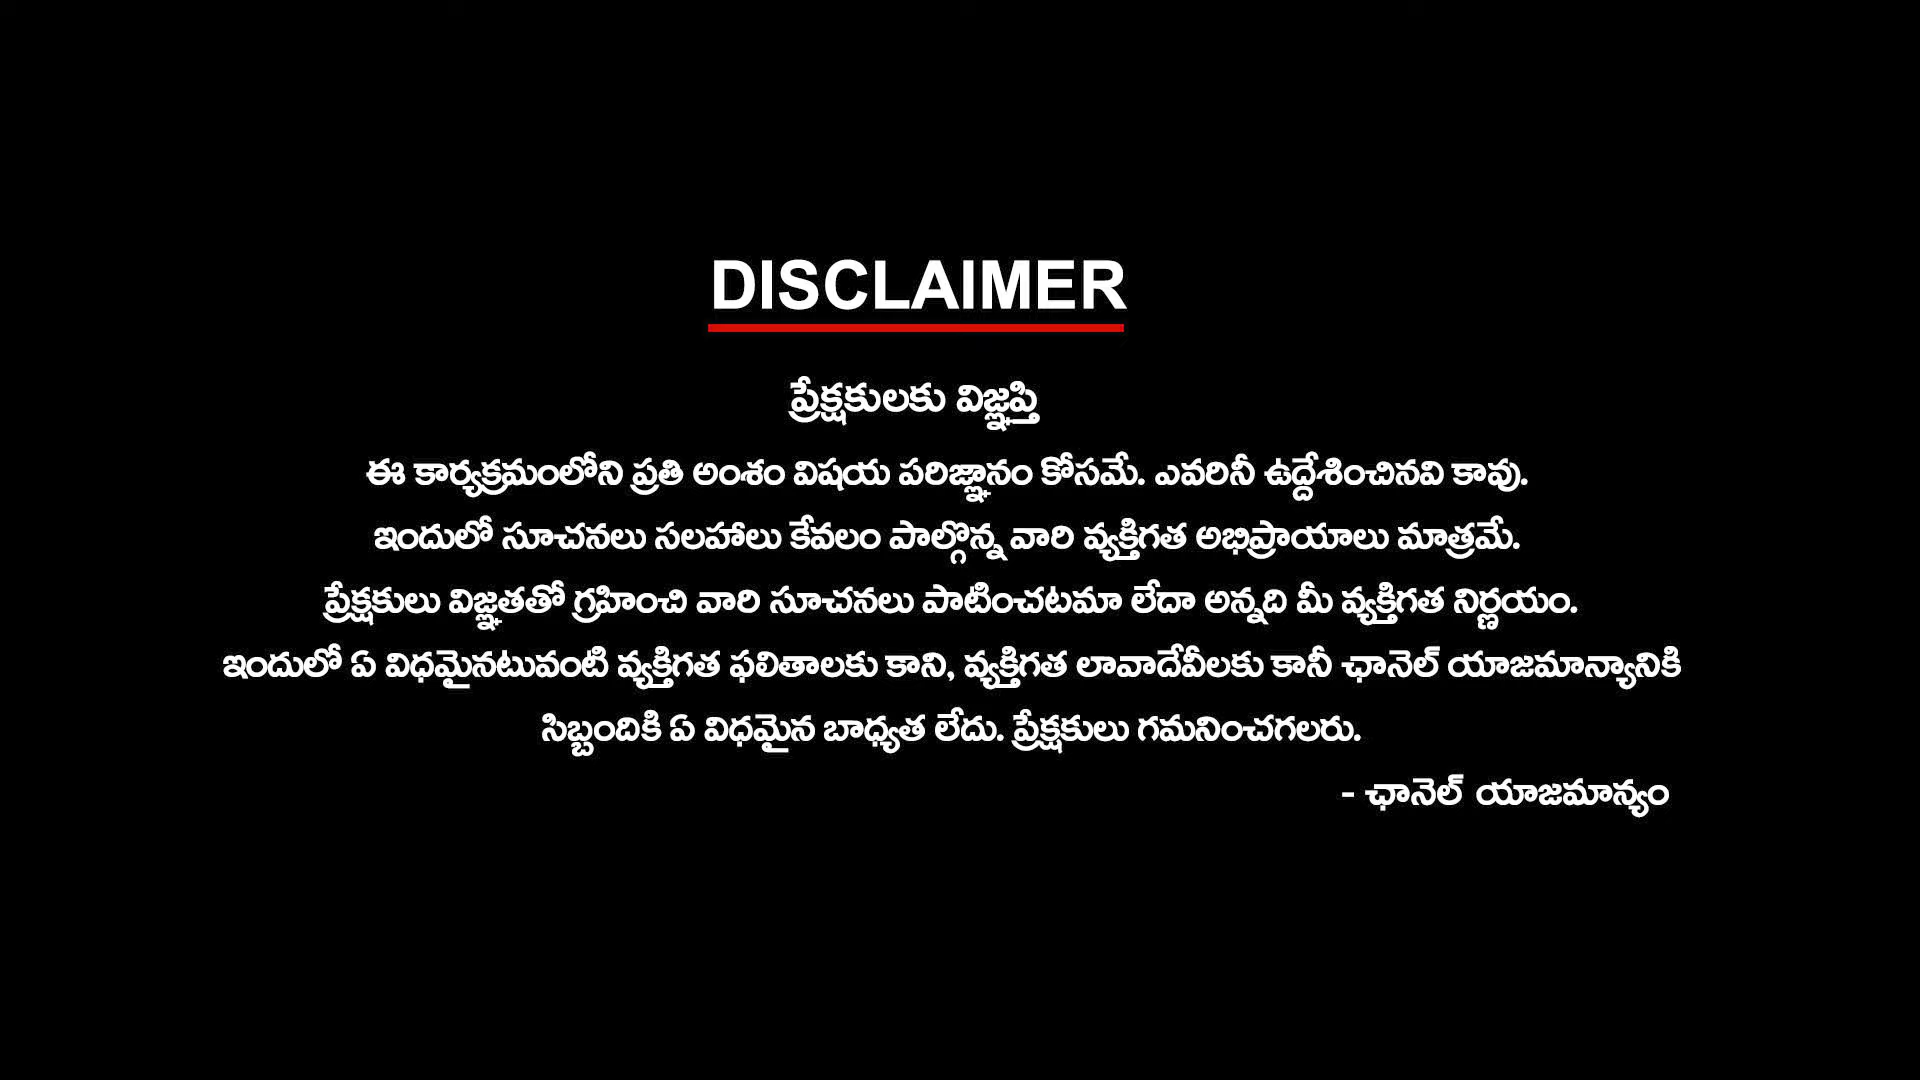 DISCLAIMER
ప్రేక్షకులకు విజ్ఞప్తి
ఈ కార్యక్రమంలోని ప్రతి అంశం విషయ పరిజ్ఞానం కోసమే. ఎవరినీ ఉద్దేశించినవి కావు.
ఇందులో సూచనలు సలహాలు కేవలం పాల్గొన్న వారి వ్యక్తిగత అభిప్రాయాలు మాత్రమే.
ప్రేక్షకులు విజ్ఞతతో గ్రహించి వారి సూచనలు పాటించటమా లేదా అన్నది మీ వ్యక్తిగత నిర్ణయం.
ఇందులో ఏ విధమైనటువంటి వ్యక్తిగత ఫలితాలకు కాని, వ్యక్తిగత లావాదేవీలకు కానీ ఛానెల్ యాజమాన్యానికి
సిబ్బందికి ఏ విధమైన బాధ్యత లేదు. ప్రేక్షకులు గమనించగలరు.
- ఛానెల్ యాజమాన్యం